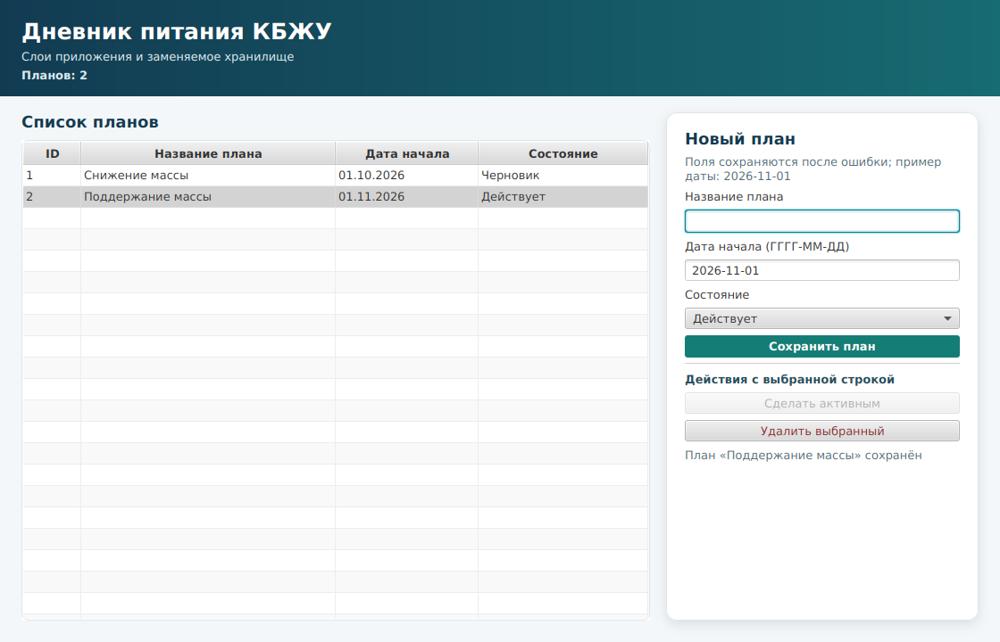 Дневник питания КБЖУ
Слои приложения и заменяемое хранилище
Планов: 2
Список планов
ID Название плана Дата начала Состояние
1 Снижение массы 01.10.2026 Черновик
2 Поддержание массы 01.11.2026 Действует
Новый план
Поля сохраняются после ошибки; пример
даты: 2026-11-01
Название плана
Дата начала (ГГГГ-ММ-ДД)
2026-11-01
Состояние
Действует
Сохранить план
Действия с выбранной строкой
Сделать активным
Удалить выбранный
План «Поддержание массы» сохранён